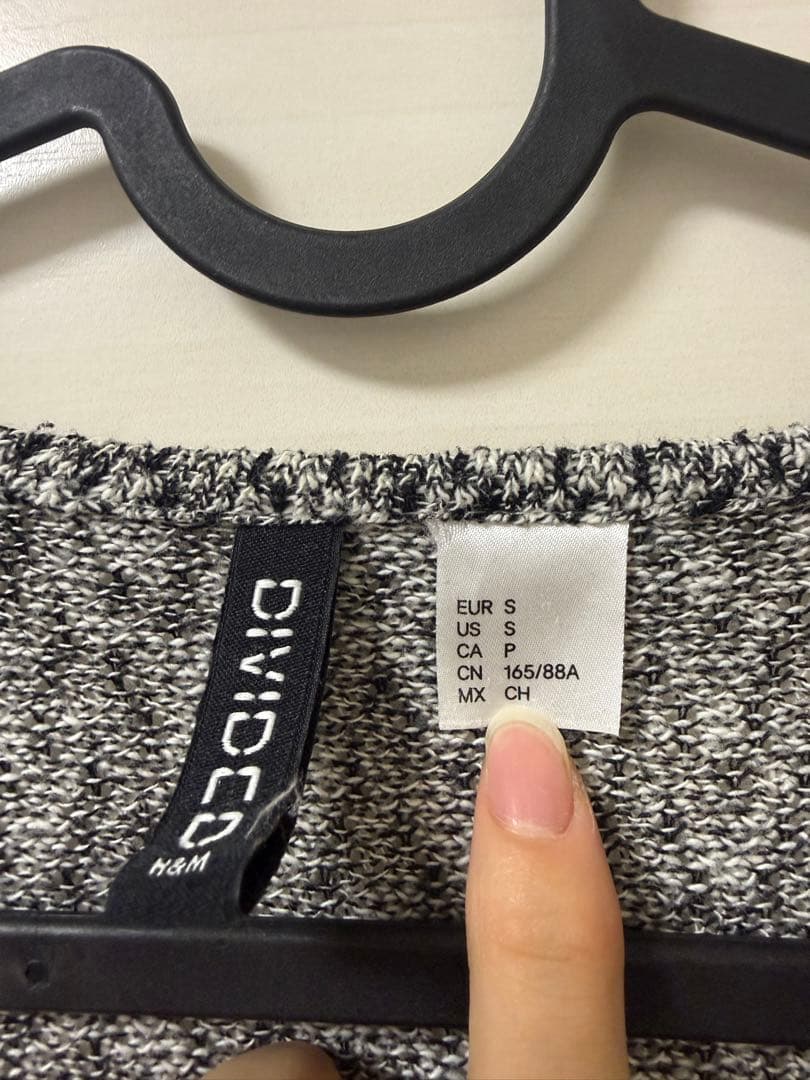 DIVIDED
H&M
EUR S
US S
CA P
CN 165/88A
MX CH